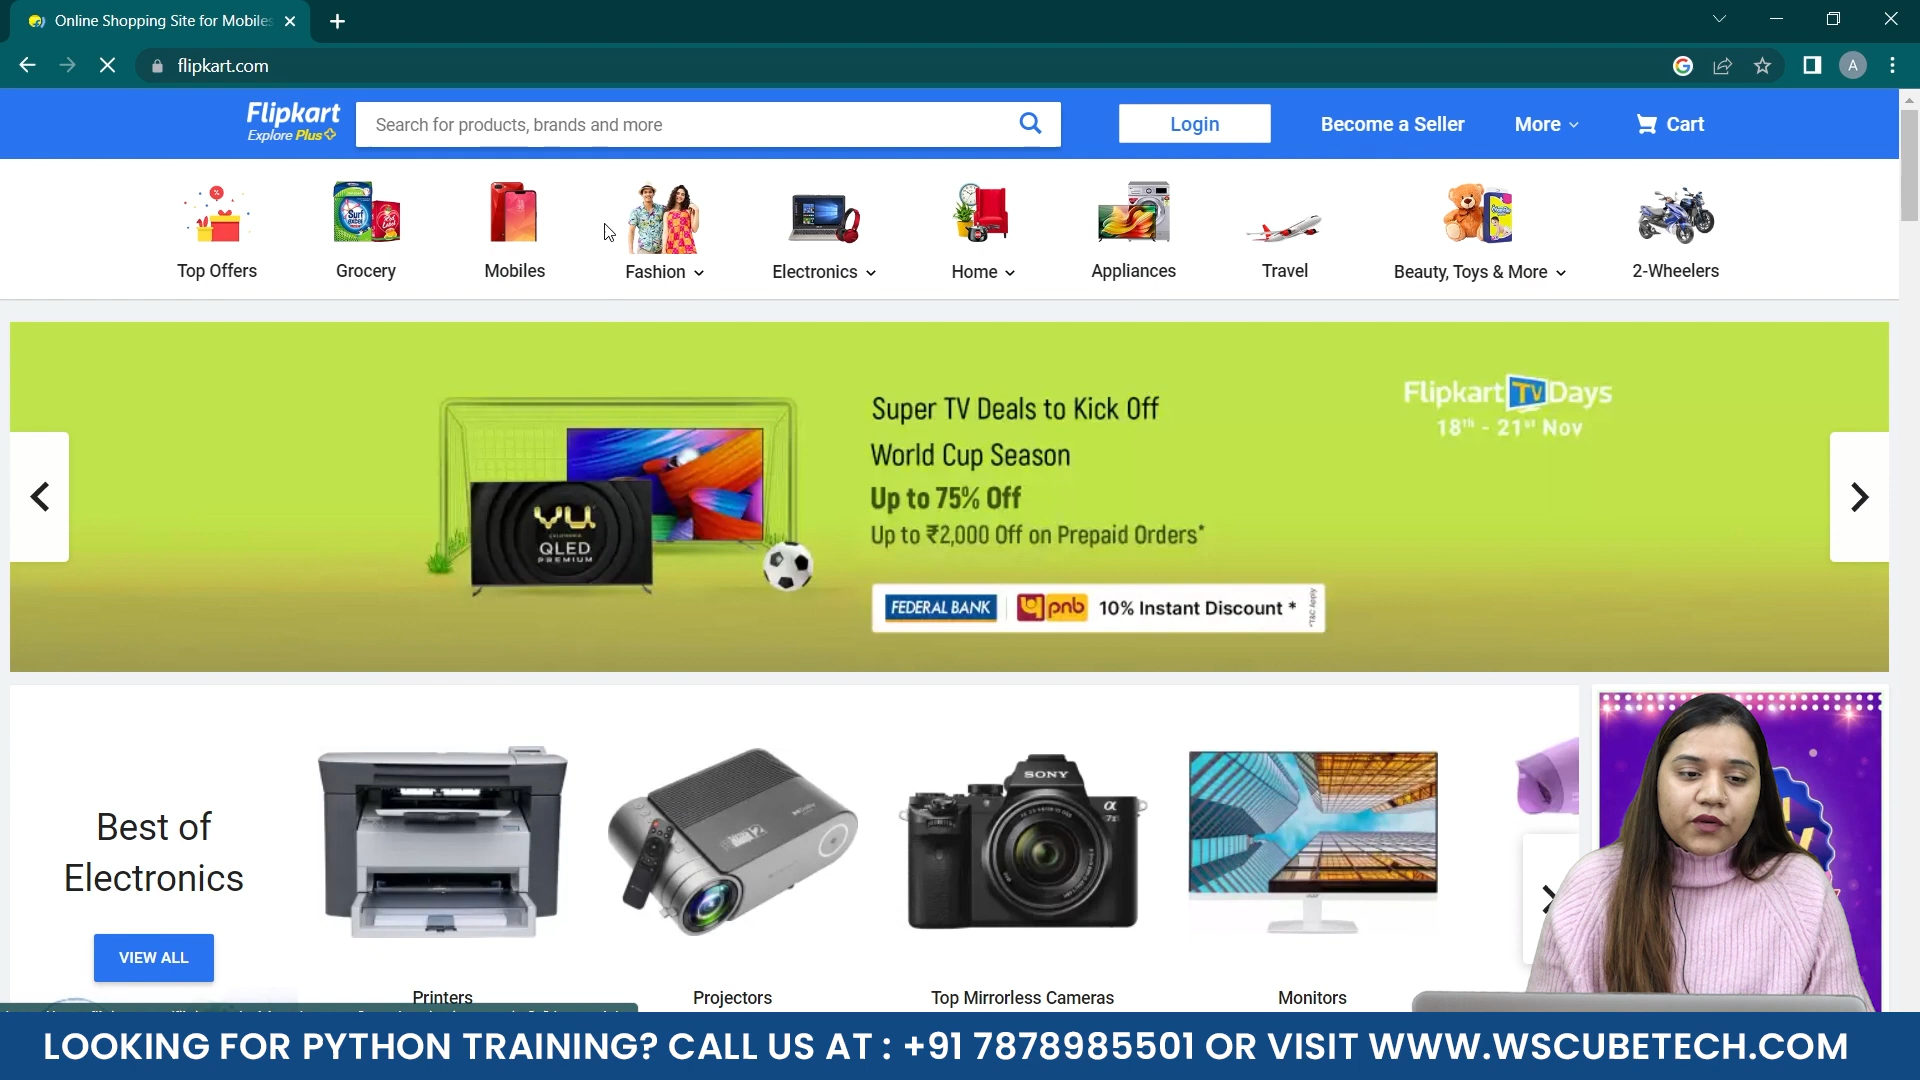 Online Shopping Site for Mobiles
flipkart.com
A
Flipkart
Explore Plus
Search for products, brands and more
Login
Become a Seller
More
Cart
Top Offers
Grocery
Mobiles
Fashion
Electronics
Home
Appliances
Travel
Beauty, Toys & More
2-Wheelers
Super TV Deals to Kick Off
World Cup Season
Up to 75% Off
Up to ₹2,000 Off on Prepaid Orders*
Flipkart TV Days
18th - 21st Nov
VU
QLED
PREMIUM
FEDERAL BANK
pnb
10% Instant Discount *
*T&C Apply
SONY
Best of
Electronics
VIEW ALL
Printers
Projectors
Top Mirrorless Cameras
Monitors
LOOKING FOR PYTHON TRAINING? CALL US AT : +91 7878985501 OR VISIT WWW.WSCUBETECH.COM